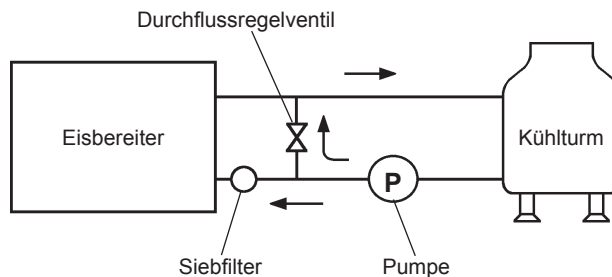 Durchflussregelventil
Eisbereiter
Kühlturm
P
Siebfilter
Pumpe